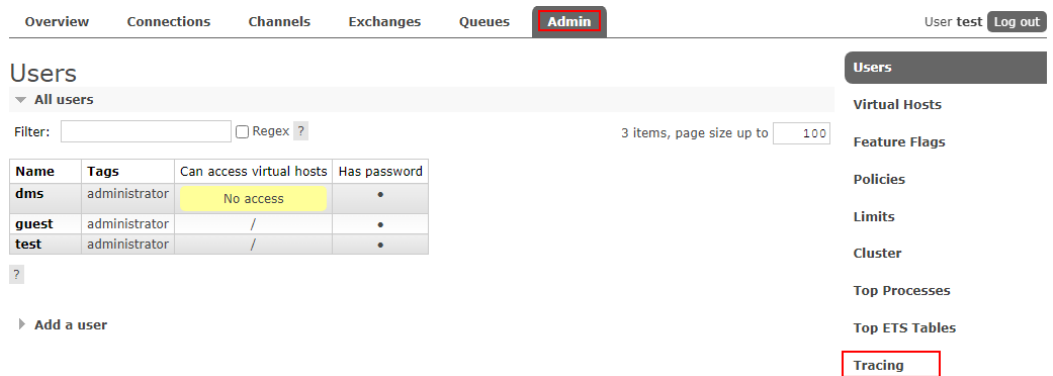 Overview Connections Channels Exchanges Queues Admin User test Log out
Users
All users
Filter: Regex ? 3 items, page size up to 100
Name Tags Can access virtual hosts Has password
dms administrator No access •
guest administrator / •
test administrator / •
?
Add a user
Users
Virtual Hosts
Feature Flags
Policies
Limits
Cluster
Top Processes
Top ETS Tables
Tracing